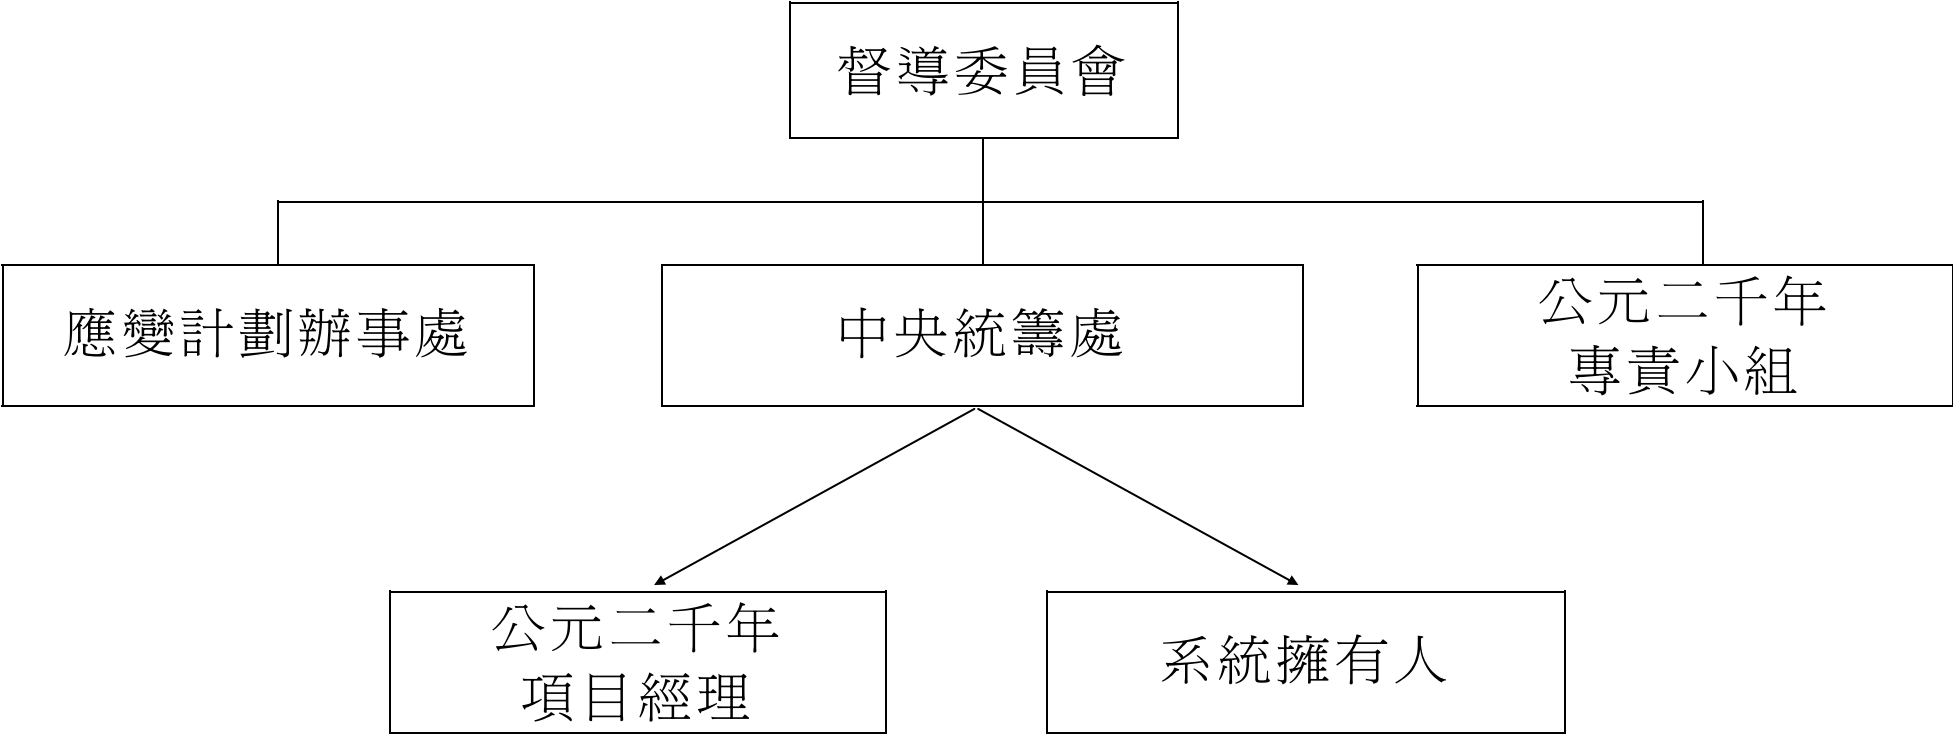 督導委員會
應變計劃辦事處
中央統籌處
公元二千年
專責小組
公元二千年
項目經理
系統擁有人